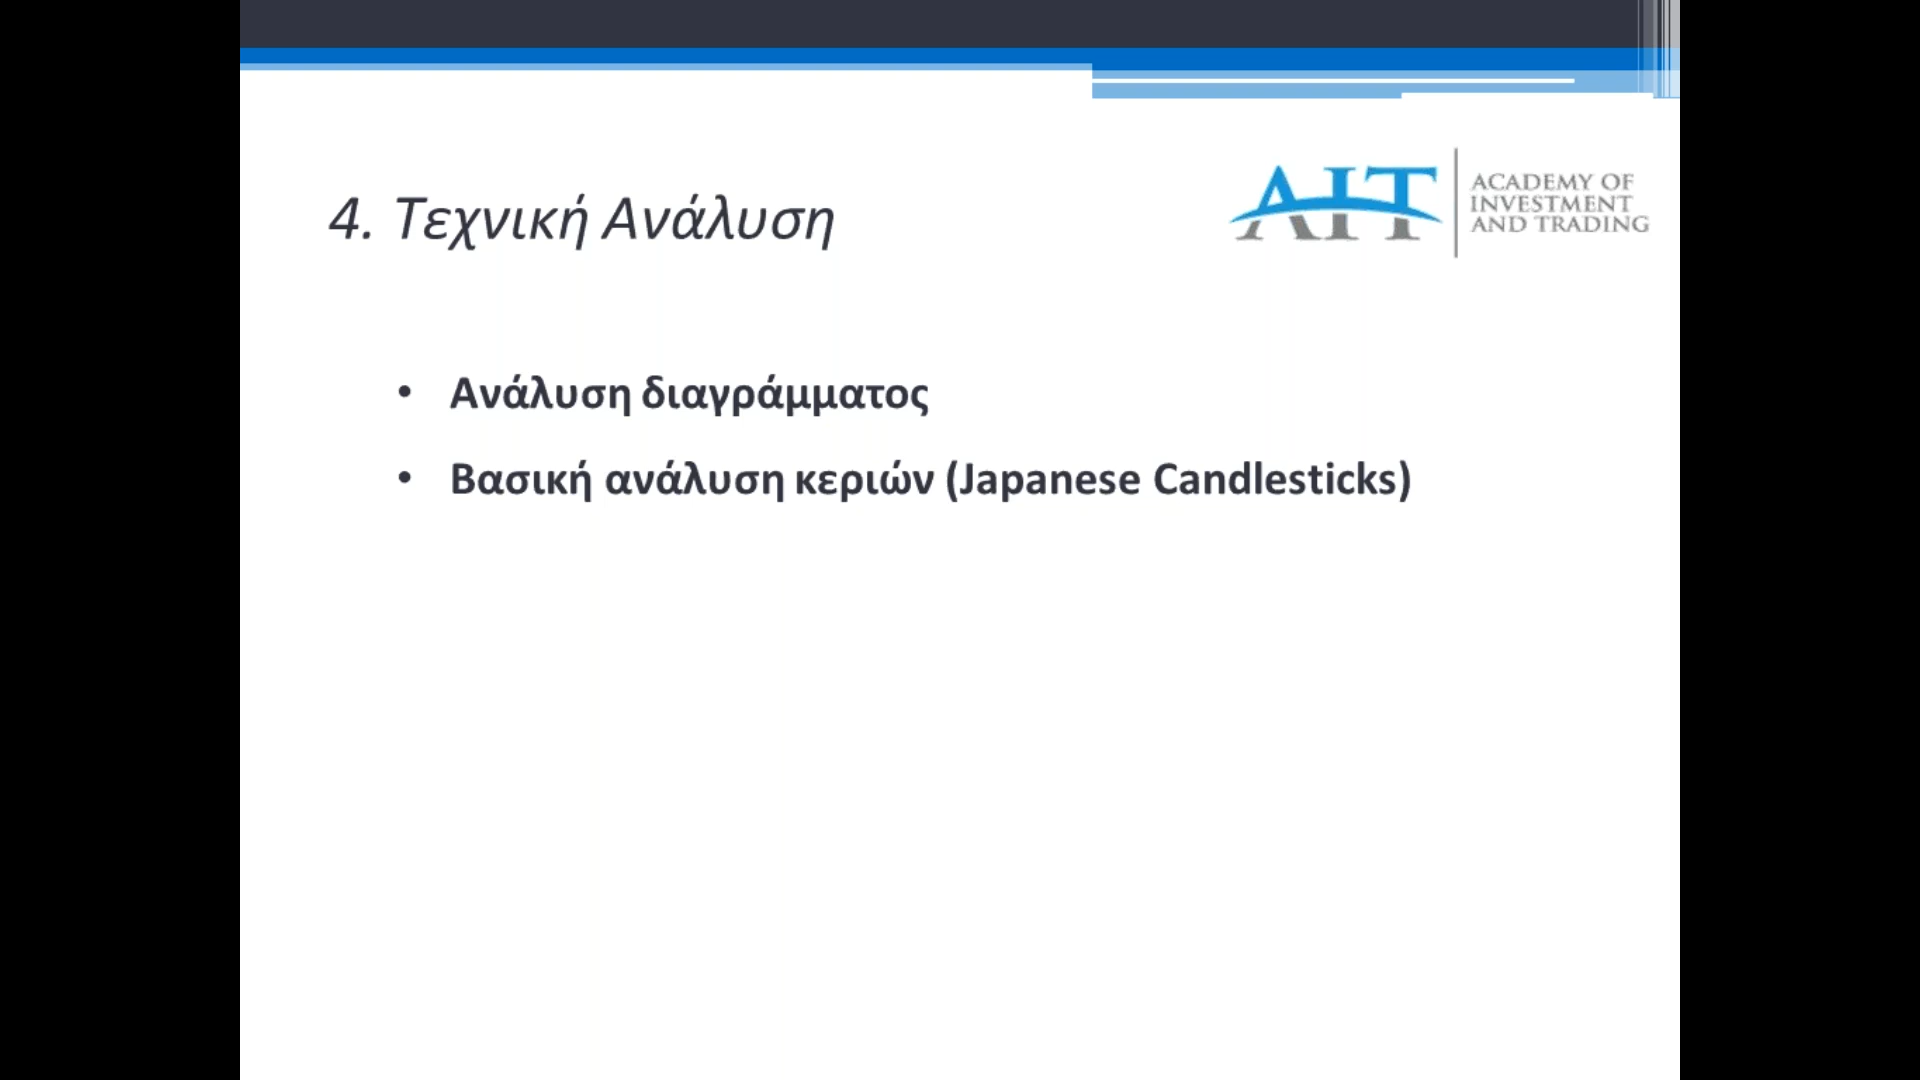 4. Τεχνική Ανάλυση
AIT
ACADEMY OF
INVESTMENT
AND TRADING
• Ανάλυση διαγράμματος
• Βασική ανάλυση κεριών (Japanese Candlesticks)